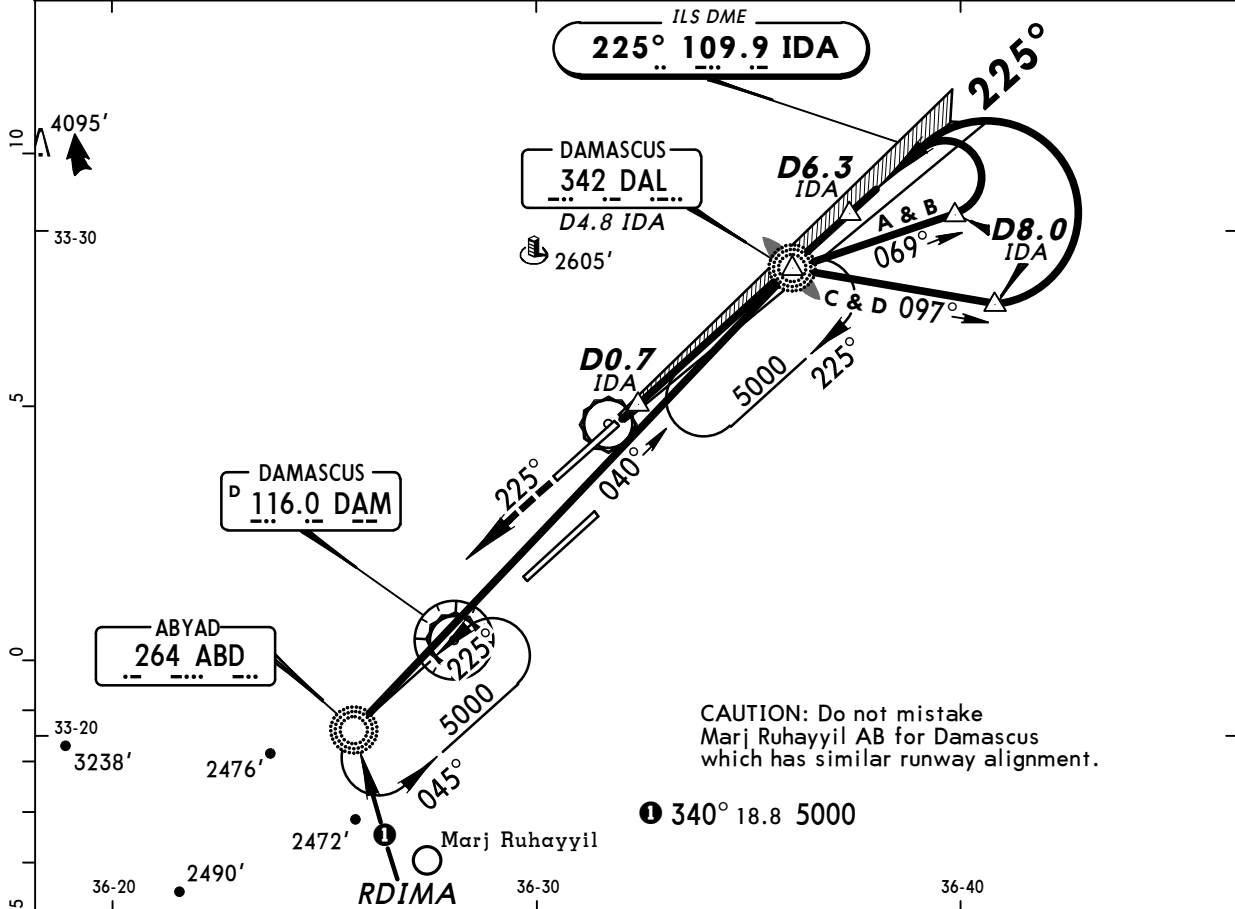 ILS DME
225° 109.9 IDA
225°
4095'
10
DAMASCUS
342 DAL
D4.8 IDA
D6.3
IDA
A & B
069°
D8.0
IDA
33-30
2605'
C & D 097°
D0.7
IDA
5000
225°
DAMASCUS
D 116.0 DAM
225°
040°
5
ABYAD
264 ABD
225°
5000
0
33-20
3238'
2476'
045°
CAUTION: Do not mistake
Marj Ruhayyil AB for Damascus
which has similar runway alignment.
1 340° 18.8 5000
2472'
1
Marj Ruhayyil
2490'
36-20
RDIMA
36-30
36-40
5